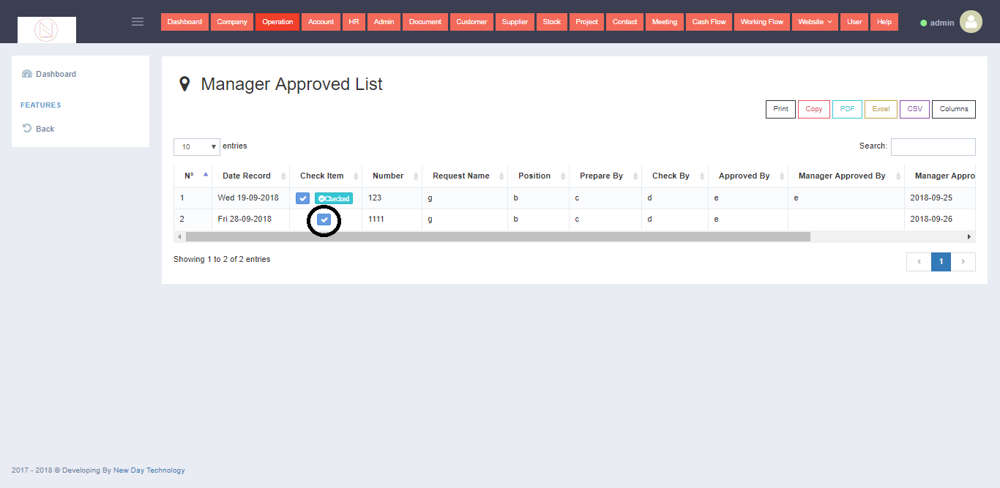 Dashboard Company Operation Account HR Admin Document Customer Supplier Stock Project Contact Meeting Cash Flow Working Flow Website User Help admin
Dashboard
FEATURES
Back
Manager Approved List
Print Copy PDF Excel CSV Columns
10 entries Search:
N° Date Record Check Item Number Request Name Position Prepare By Check By Approved By Manager Approved By Manager Appro
1 Wed 19-09-2018 Checked 123 g b c d e e 2018-09-25
2 Fri 28-09-2018 1111 g b c d e 2018-09-26
Showing 1 to 2 of 2 entries
‹ 1 ›
2017 - 2018 © Developing By New Day Technology